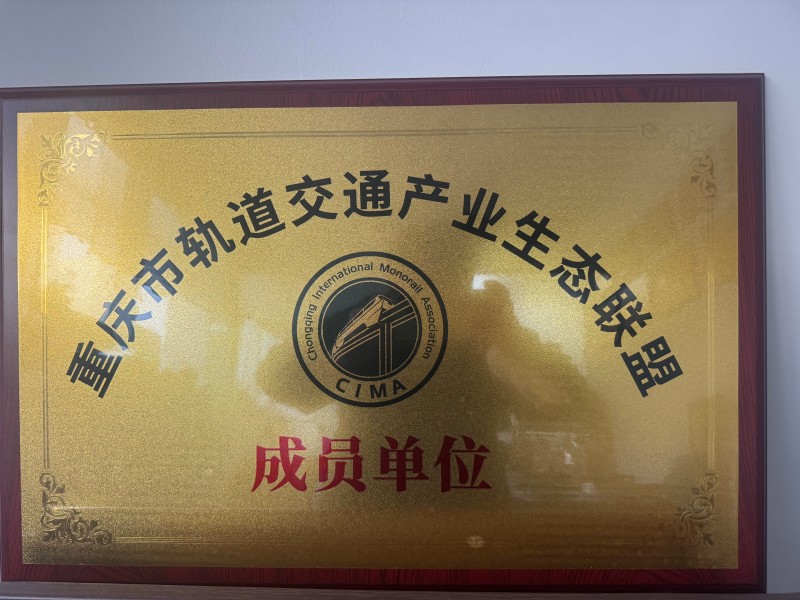 重庆市轨道交通产业生态联盟
Chongqing International Monorail Association
CIMA
成员单位